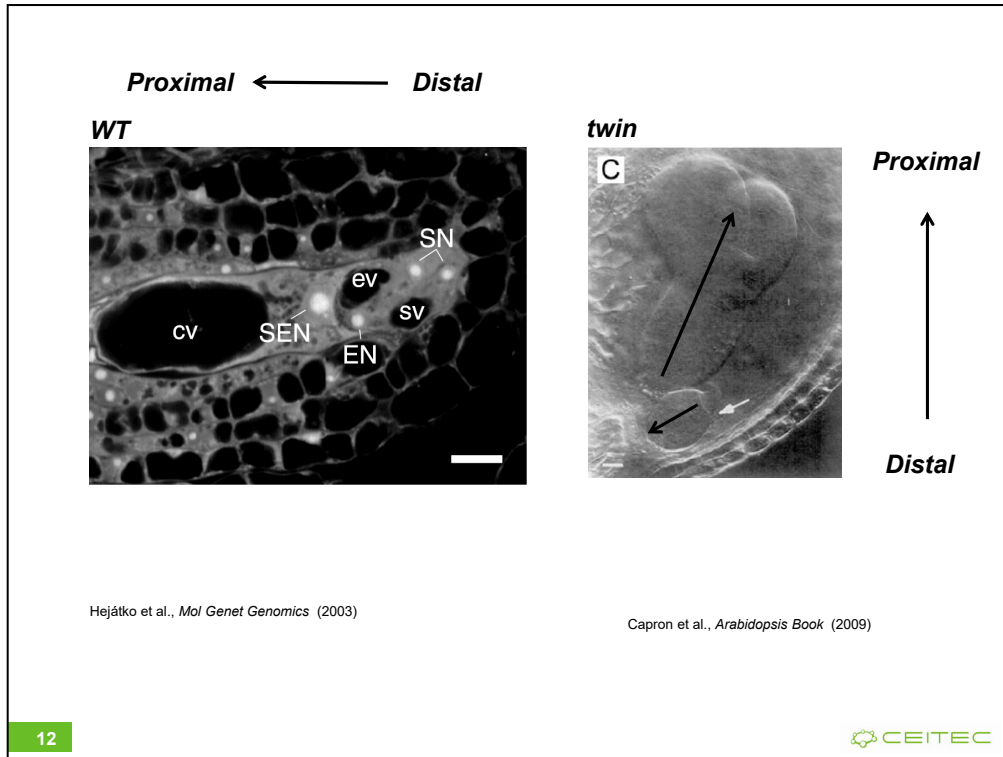 Proximal Distal
WT
cv
SEN
ev
EN
sv
SN
twin
C
Proximal
Distal
Hejátko et al., Mol Genet Genomics (2003)
Capron et al., Arabidopsis Book (2009)
12
CEITEC